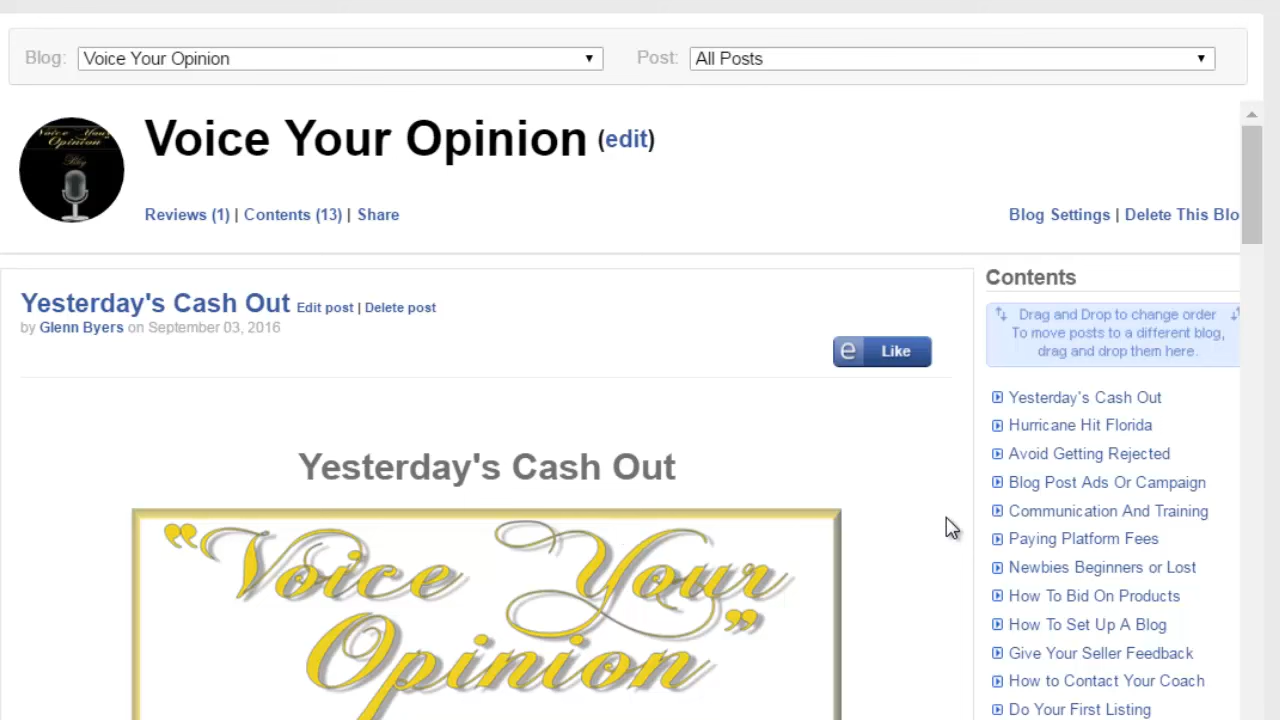 Blog: Voice Your Opinion ▼ Post: All Posts ▼
Voice Your
Opinion
Blog
Voice Your Opinion (edit)
Reviews (1) | Contents (13) | Share
Blog Settings | Delete This Blo
Yesterday's Cash Out Edit post | Delete post
by Glenn Byers on September 03, 2016
e Like
Yesterday's Cash Out
"Voice Your
Opinion"
Contents
Drag and Drop to change order
To move posts to a different blog,
drag and drop them here.
Yesterday's Cash Out
Hurricane Hit Florida
Avoid Getting Rejected
Blog Post Ads Or Campaign
Communication And Training
Paying Platform Fees
Newbies Beginners or Lost
How To Bid On Products
How To Set Up A Blog
Give Your Seller Feedback
How to Contact Your Coach
Do Your First Listing